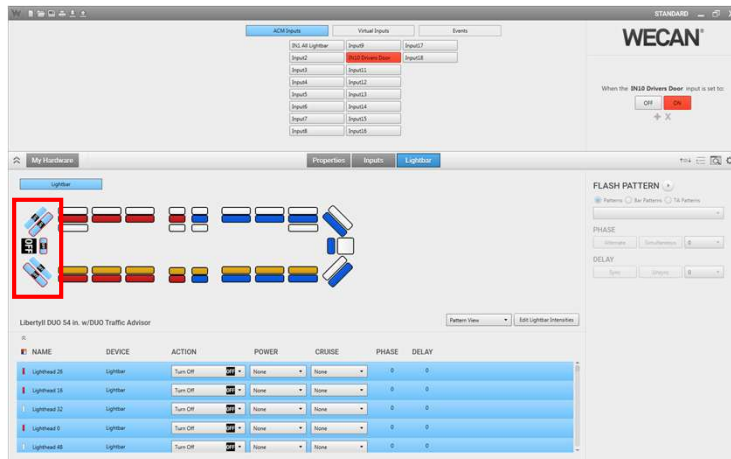 STANDARD
ACM Inputs Virtual Inputs Events
IN1 All Lightbar Input9 Input17
Input2 IN10 Drivers Door Input18
Input3 Input11
Input4 Input12
Input5 Input13
Input6 Input14
Input7 Input15
Input8 Input16
WECAN®
When the IN10 Drivers Door input is set to:
OFF ON
My Hardware Properties Inputs Lightbar
Lightbar
OFF
FLASH PATTERN
Patterns Bar Patterns TA Patterns
PHASE
Alternate Simultaneous 0
DELAY
Sync 0
LibertyII DUO 54 in. w/DUO Traffic Advisor
Pattern View Edit Lightbar Intensities
NAME DEVICE ACTION POWER CRUISE PHASE DELAY
Lighthead 26 Lightbar Turn Off OFF None None 0 0
Lighthead 16 Lightbar Turn Off OFF None None 0 0
Lighthead 32 Lightbar Turn Off OFF None None 0 0
Lighthead 0 Lightbar Turn Off OFF None None 0 0
Lighthead 48 Lightbar Turn Off OFF None None 0 0